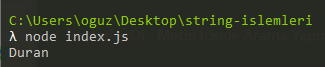 C:\Users\oguz\Desktop\string-islemleri
λ node index.js
Duran